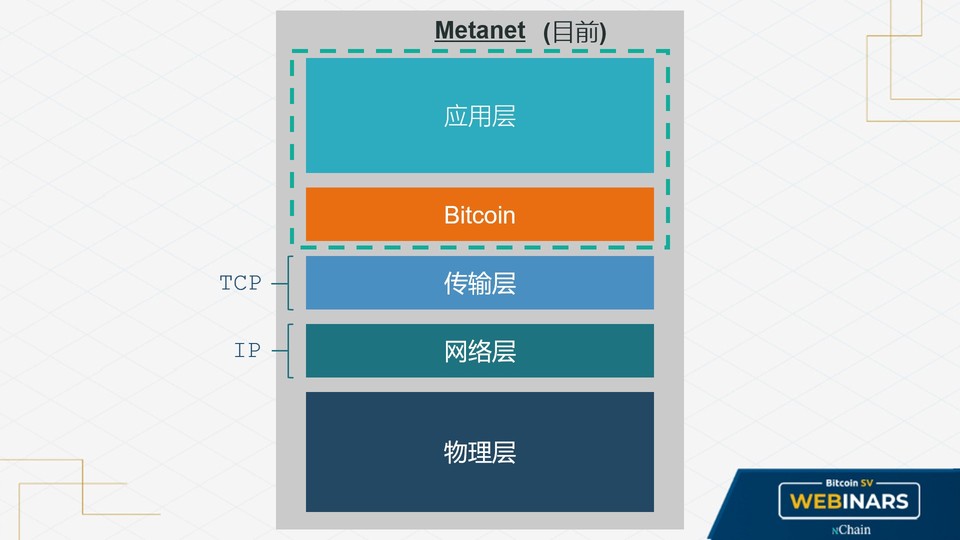 Metanet (目前)
应用层
Bitcoin
TCP
传输层
IP
网络层
物理层
Bitcoin SV
WEBINARS
nChain